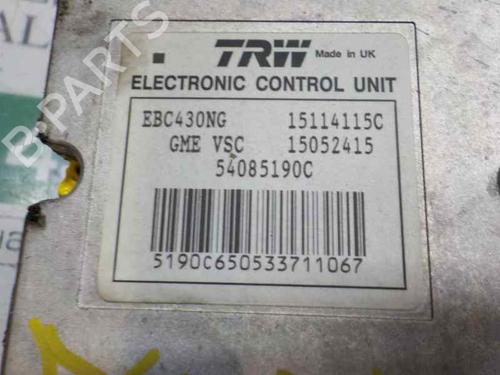 TRW Made in UK
ELECTRONIC CONTROL UNIT
EBC430NG 15114115C
GME VSC 15052415
54085190C
5190C650533711067
B-PARTS